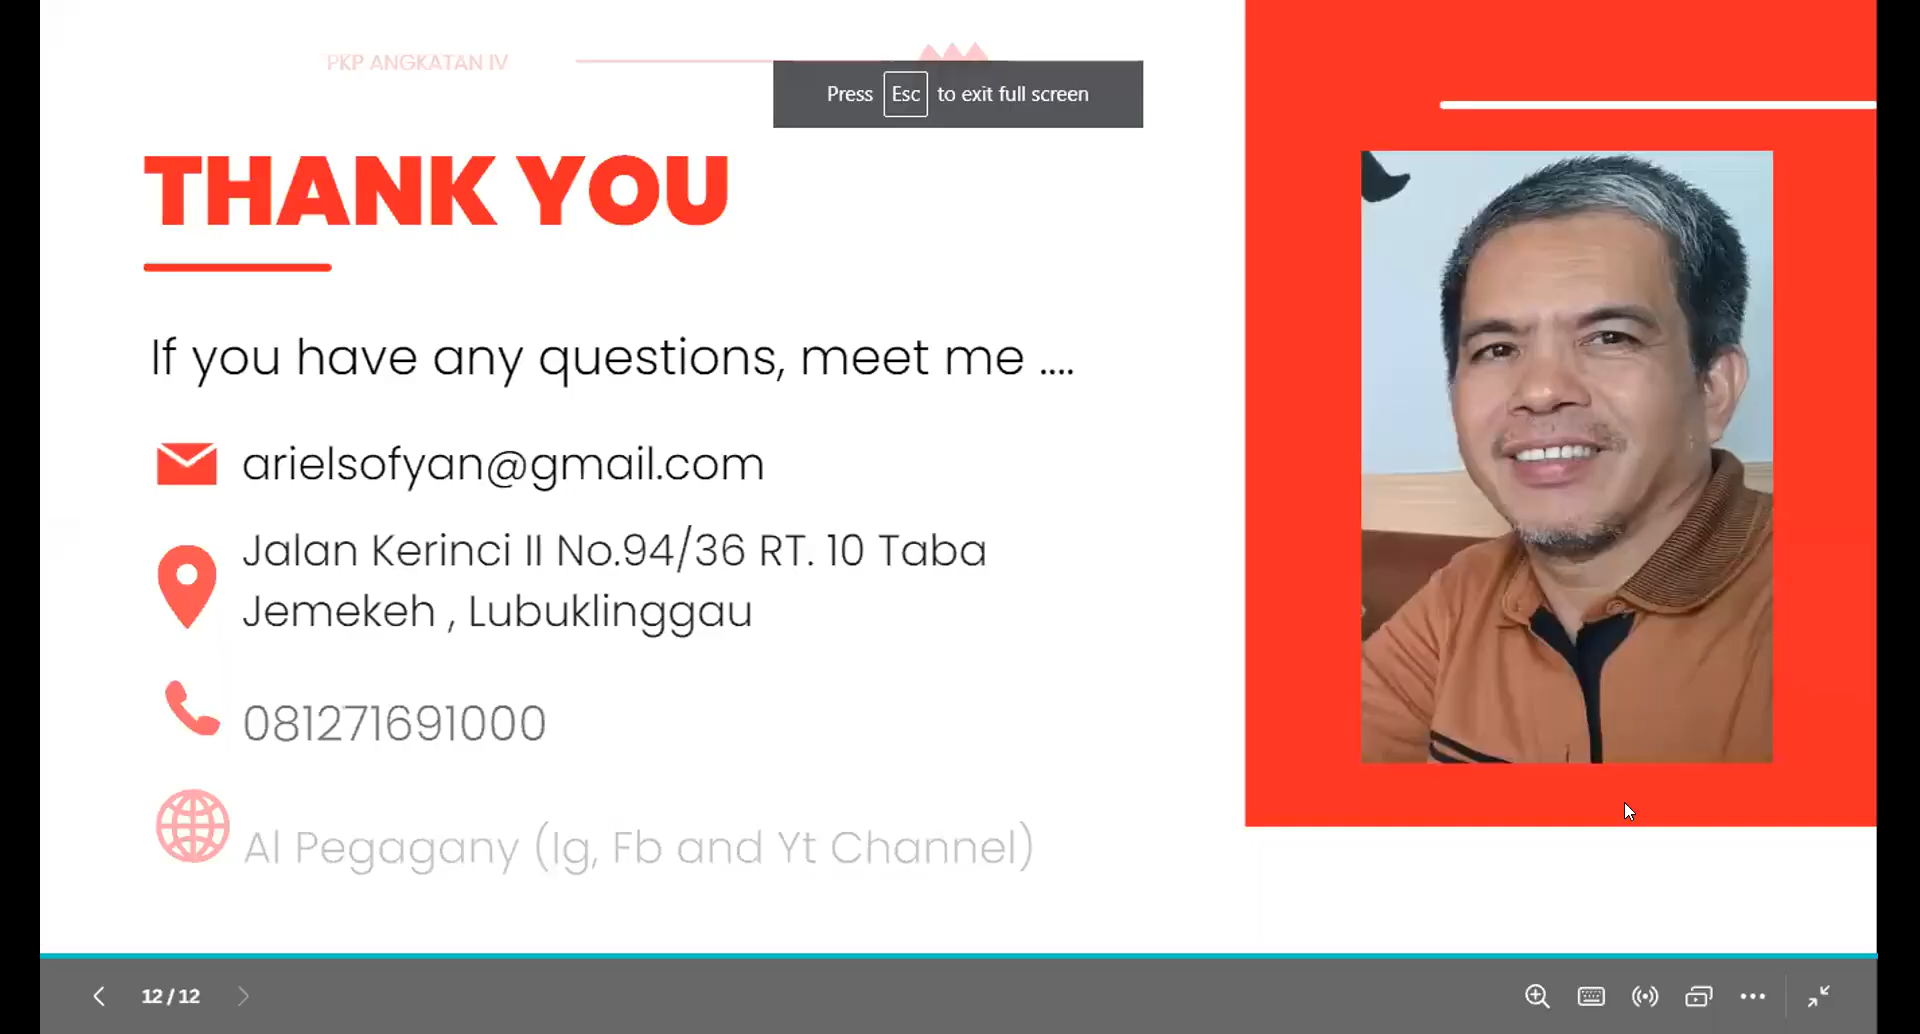 PKP ANGKATAN IV
Press Esc to exit full screen
THANK YOU
If you have any questions, meet me ....
arielsofyan@gmail.com
Jalan Kerinci II No.94/36 RT. 10 Taba
Jemekeh , Lubuklinggau
081271691000
Al Pegagany (Ig, Fb and Yt Channel)
12 / 12